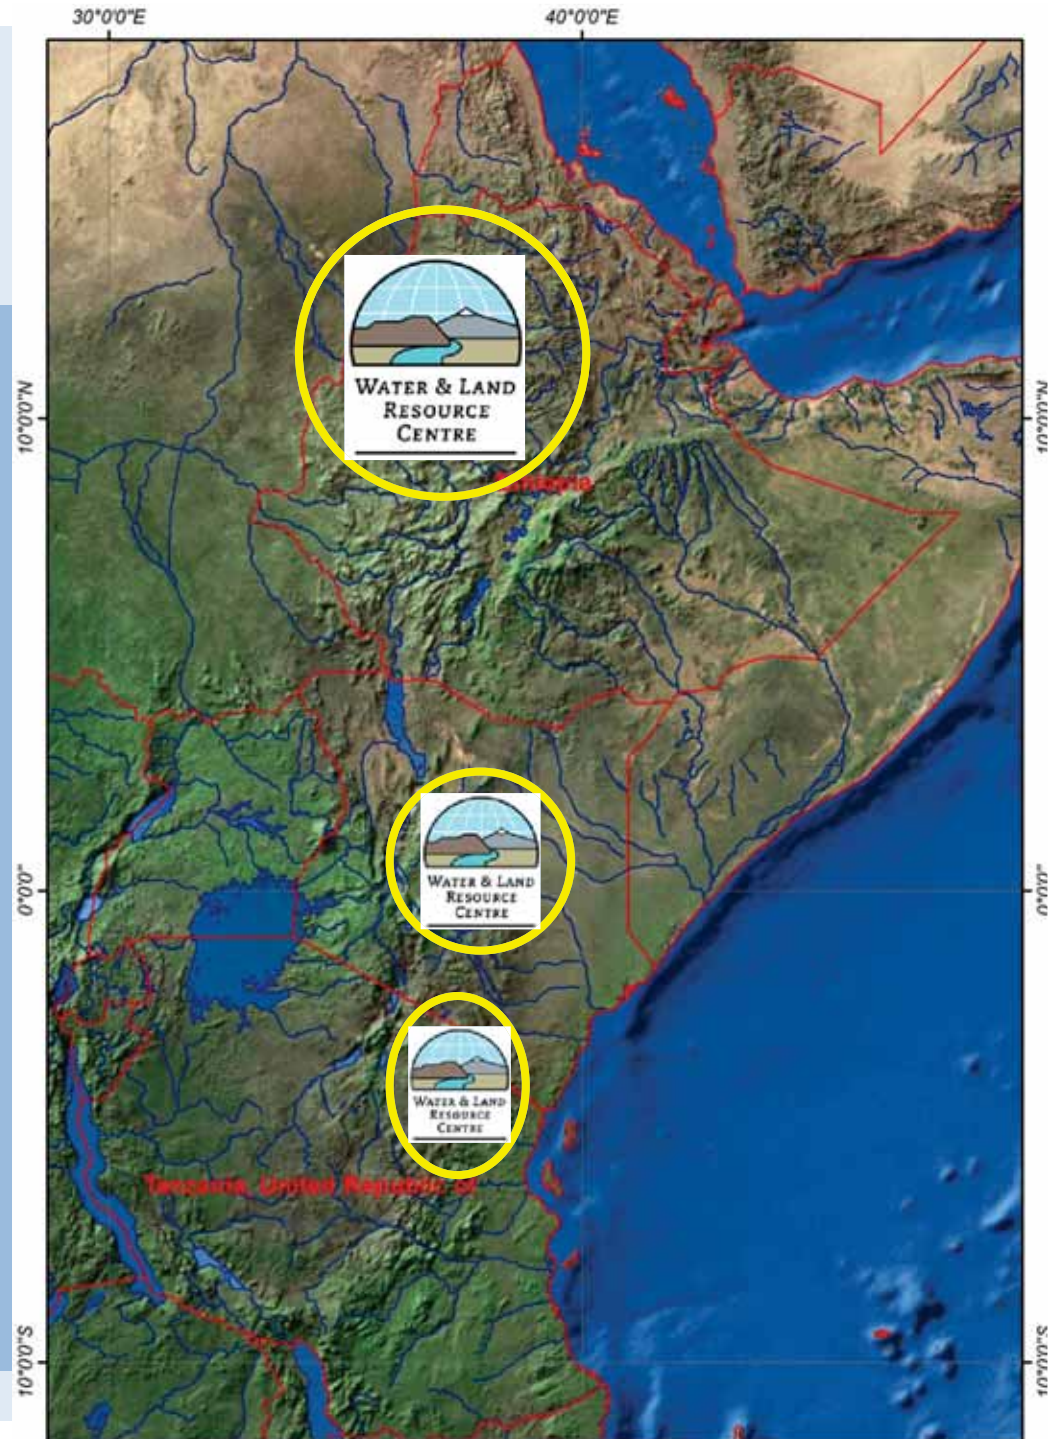 30°0'0"E
40°0'0"E
WATER & LAND
RESOURCE
CENTRE
10°0'0"N
10°0'0"N
Ethiopia
WATER & LAND
RESOURCE
CENTRE
0°0'0"
0°0'0"
WATER & LAND
RESOURCE
CENTRE
Tanzania, United Republic of
10°0'0"S
10°0'0"S